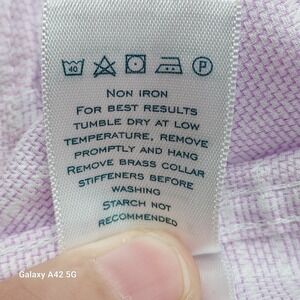 40 P
Non Iron
For best results
tumble dry at low
temperature, remove
promptly and hang
Remove brass collar
stiffeners before
washing
Starch not
recommended
Galaxy A42 5G